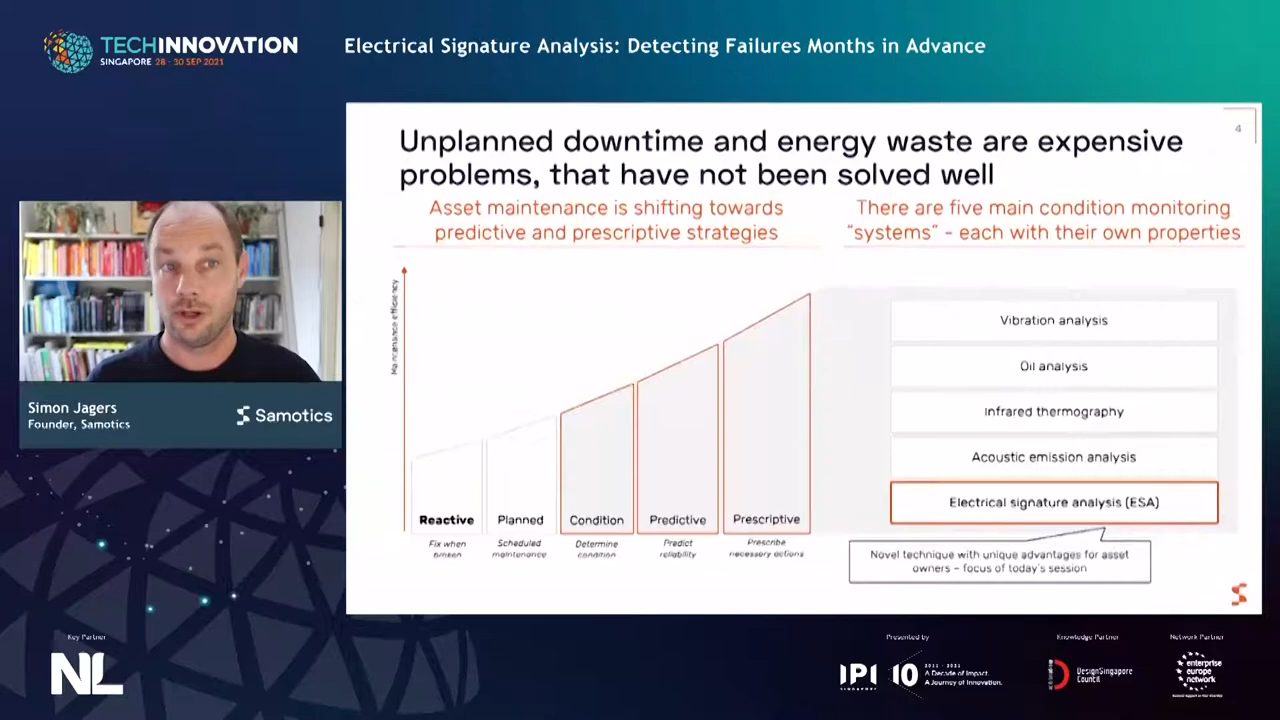 TECHINNOVATION
SINGAPORE 28 - 30 SEP 2021
Electrical Signature Analysis: Detecting Failures Months in Advance
4
Unplanned downtime and energy waste are expensive
problems, that have not been solved well
Asset maintenance is shifting towards
predictive and prescriptive strategies
There are five main condition monitoring
"systems" - each with their own properties
Maintenance efficiency
Reactive
Planned
Condition
Predictive
Prescriptive
Fix when
broken
Scheduled
maintenance
Determine
condition
Predict
reliability
Prescribe
necessary actions
Vibration analysis
Oil analysis
Infrared thermography
Acoustic emission analysis
Electrical signature analysis (ESA)
Novel technique with unique advantages for asset
owners – focus of today's session
Simon Jagers
Founder, Samotics
Samotics
Key Partner
NL
Presented by
IPI
SINGAPORE
10
2011 - 2021
A Decade of Impact.
A Journey of Innovation.
Knowledge Partner
DesignSingapore
Council
Network Partner
enterprise
europe
network